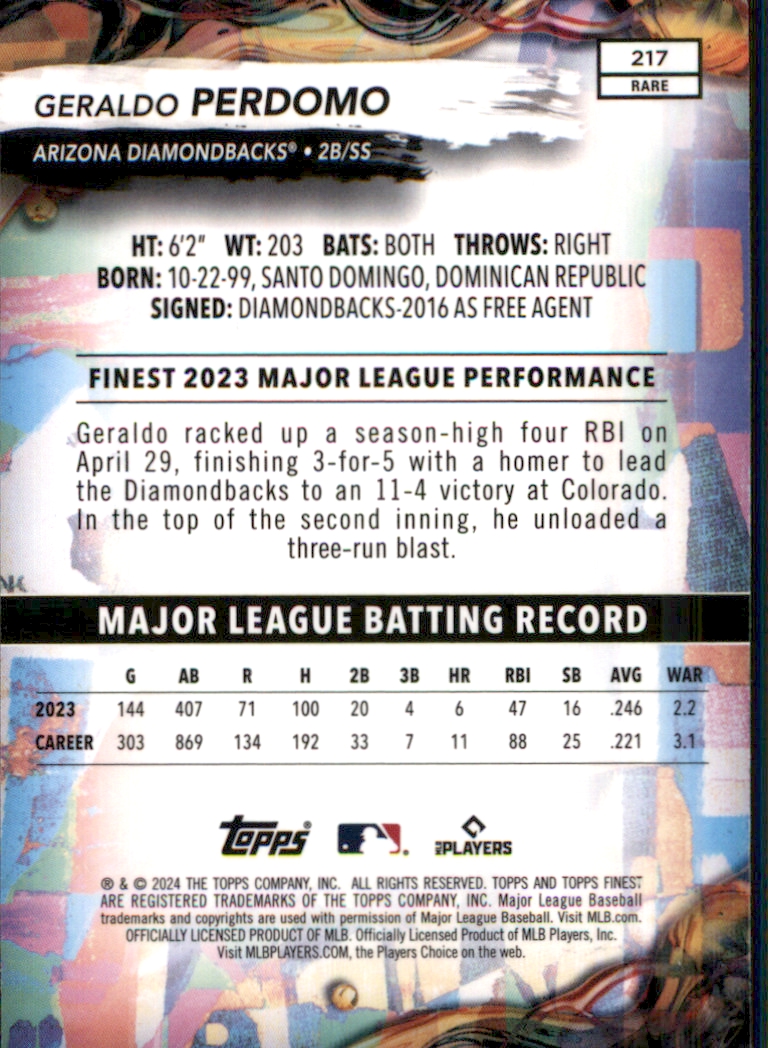 217
RARE
GERALDO PERDOMO
ARIZONA DIAMONDBACKS® • 2B/SS
HT: 6'2" WT: 203 BATS: BOTH THROWS: RIGHT
BORN: 10-22-99, SANTO DOMINGO, DOMINICAN REPUBLIC
SIGNED: DIAMONDBACKS-2016 AS FREE AGENT
FINEST 2023 MAJOR LEAGUE PERFORMANCE
Geraldo racked up a season-high four RBI on
April 29, finishing 3-for-5 with a homer to lead
the Diamondbacks to an 11-4 victory at Colorado.
In the top of the second inning, he unloaded a
three-run blast.
MAJOR LEAGUE BATTING RECORD
G AB R H 2B 3B HR RBI SB AVG WAR
2023 144 407 71 100 20 4 6 47 16 .246 2.2
CAREER 303 869 134 192 33 7 11 88 25 .221 3.1
topps® MLB PLAYERS
® & © 2024 THE TOPPS COMPANY, INC. ALL RIGHTS RESERVED. TOPPS AND TOPPS FINEST
ARE REGISTERED TRADEMARKS OF THE TOPPS COMPANY, INC. Major League Baseball
trademarks and copyrights are used with permission of Major League Baseball. Visit MLB.com.
OFFICIALLY LICENSED PRODUCT OF MLB. Officially Licensed Product of MLB Players, Inc.
Visit MLBPLAYERS.COM, the Players Choice on the web.